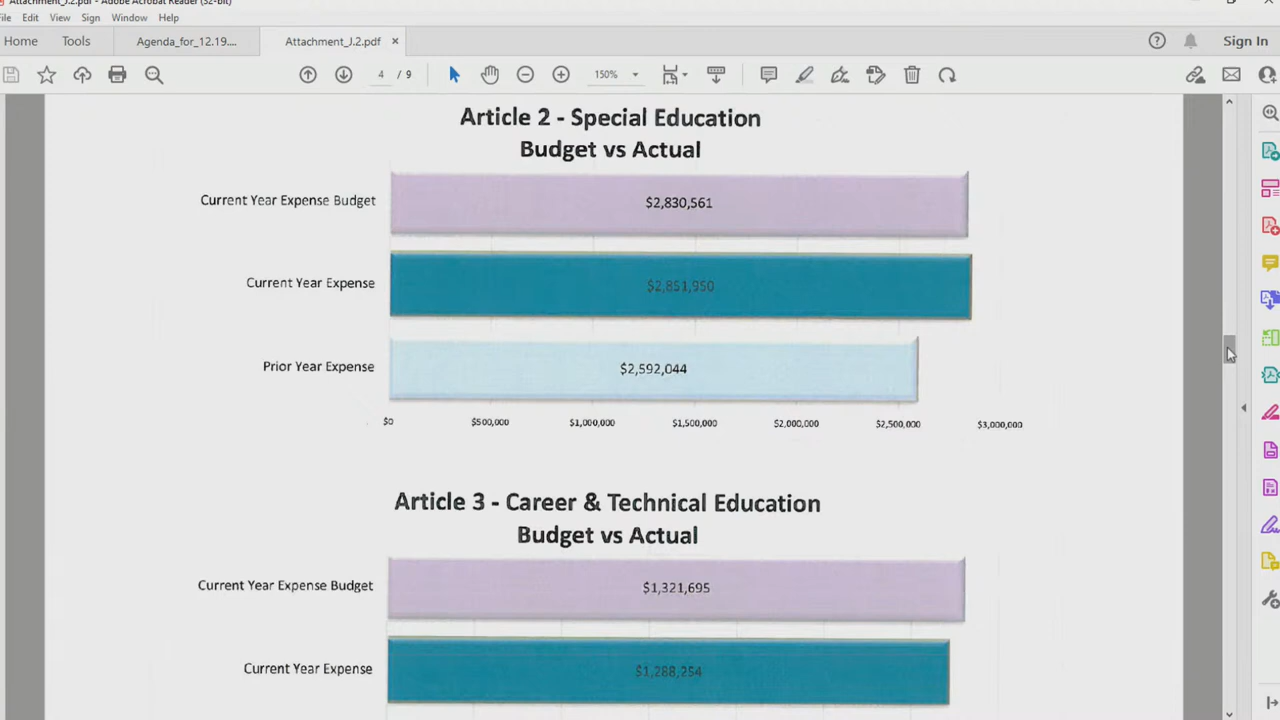 Attachment_J.2.pdf - Adobe Acrobat Reader (32-bit)
File Edit View Sign Window Help
Home Tools Agenda_for_12.19.... Attachment_J.2.pdf ×
Sign In
4 / 9
150%
Article 2 - Special Education
Budget vs Actual
Current Year Expense Budget $2,830,561
Current Year Expense $2,851,950
Prior Year Expense $2,592,044
$0 $500,000 $1,000,000 $1,500,000 $2,000,000 $2,500,000 $3,000,000
Article 3 - Career & Technical Education
Budget vs Actual
Current Year Expense Budget $1,321,695
Current Year Expense $1,288,254